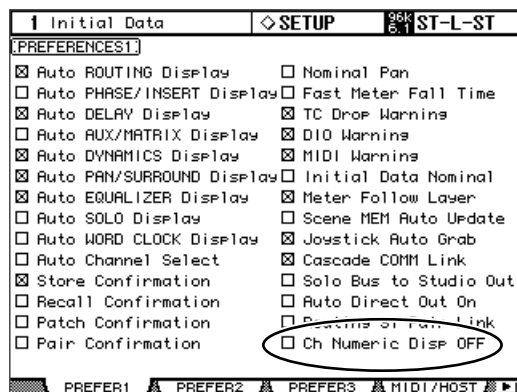 1 Initial Data ◇SETUP 96k 6.1 ST-L-ST
PREFERENCES1
☒ Auto ROUTING Display ☐ Nominal Pan
☐ Auto PHASE/INSERT Display ☐ Fast Meter Fall Time
☒ Auto DELAY Display ☒ TC Drop Warning
☐ Auto AUX/MATRIX Display ☒ DIO Warning
☒ Auto DYNAMICS Display ☒ MIDI Warning
☒ Auto PAN/SURROUND Display ☐ Initial Data Nominal
☒ Auto EQUALIZER Display ☒ Meter Follow Layer
☐ Auto SOLO Display ☐ Scene MEM Auto Update
☐ Auto WORD CLOCK Display ☒ Joystick Auto Grab
☐ Auto Channel Select ☒ Cascade COMM Link
☒ Store Confirmation ☐ Solo Bus to Studio Out
☐ Recall Confirmation ☐ Auto Direct Out On
☐ Patch Confirmation ☐ Routing ST Pair Link
☐ Pair Confirmation ☐ Ch Numeric Disp OFF
PREFER1 PREFER2 PREFER3 MIDI/HOST